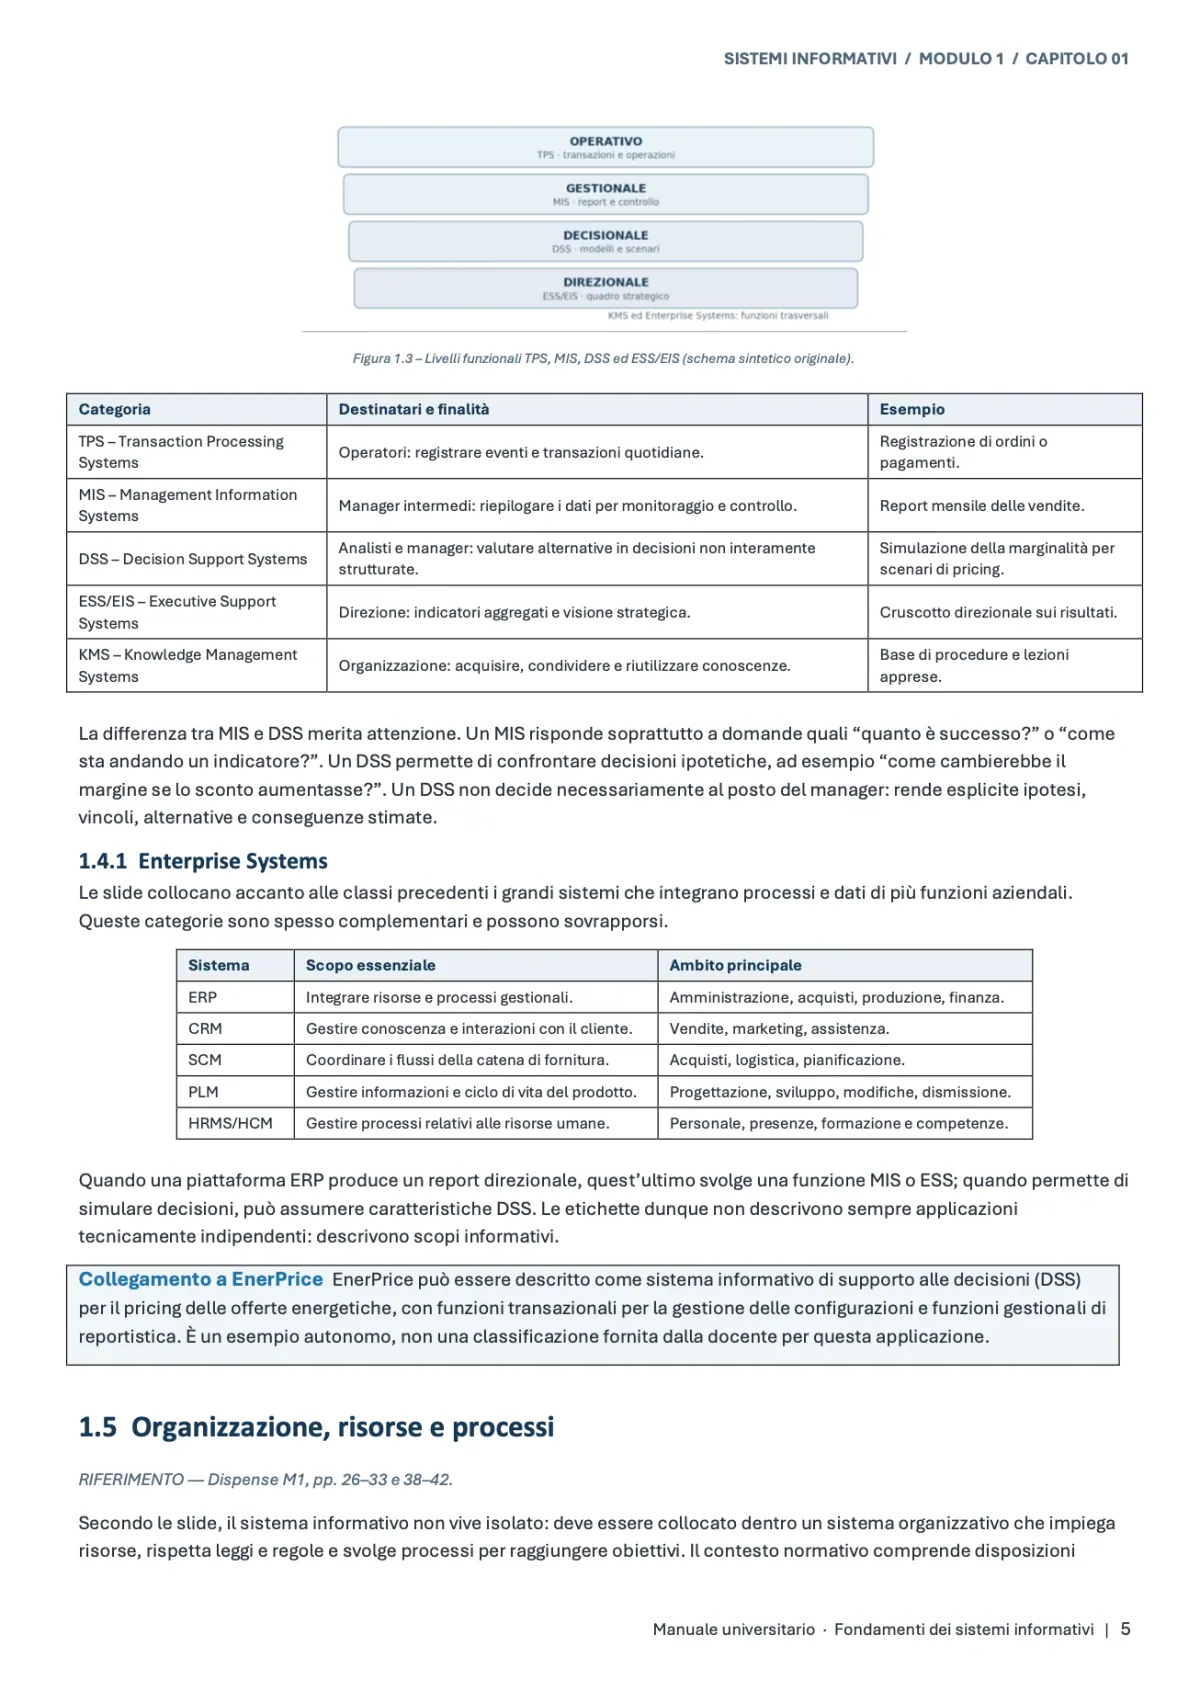 SISTEMI INFORMATIVI / MODULO 1 / CAPITOLO 01
OPERATIVO
TPS · transazioni e operazioni
GESTIONALE
MIS · report e controllo
DECISIONALE
DSS · modelli e scenari
DIREZIONALE
ESS/EIS · quadro strategico
KMS ed Enterprise Systems: funzioni trasversali
Figura 1.3 – Livelli funzionali TPS, MIS, DSS ed ESS/EIS (schema sintetico originale).
Categoria Destinatari e finalità Esempio
TPS – Transaction Processing Systems Operatori: registrare eventi e transazioni quotidiane. Registrazione di ordini o pagamenti.
MIS – Management Information Systems Manager intermedi: riepilogare i dati per monitoraggio e controllo. Report mensile delle vendite.
DSS – Decision Support Systems Analisti e manager: valutare alternative in decisioni non interamente strutturate. Simulazione della marginalità per scenari di pricing.
ESS/EIS – Executive Support Systems Direzione: indicatori aggregati e visione strategica. Cruscotto direzionale sui risultati.
KMS – Knowledge Management Systems Organizzazione: acquisire, condividere e riutilizzare conoscenze. Base di procedure e lezioni apprese.
La differenza tra MIS e DSS merita attenzione. Un MIS risponde soprattutto a domande quali “quanto è successo?” o “come
sta andando un indicatore?”. Un DSS permette di confrontare decisioni ipotetiche, ad esempio “come cambierebbe il
margine se lo sconto aumentasse?”. Un DSS non decide necessariamente al posto del manager: rende esplicite ipotesi,
vincoli, alternative e conseguenze stimate.
1.4.1 Enterprise Systems
Le slide collocano accanto alle classi precedenti i grandi sistemi che integrano processi e dati di più funzioni aziendali.
Queste categorie sono spesso complementari e possono sovrapporsi.
Sistema Scopo essenziale Ambito principale
ERP Integrare risorse e processi gestionali. Amministrazione, acquisti, produzione, finanza.
CRM Gestire conoscenza e interazioni con il cliente. Vendite, marketing, assistenza.
SCM Coordinare i flussi della catena di fornitura. Acquisti, logistica, pianificazione.
PLM Gestire informazioni e ciclo di vita del prodotto. Progettazione, sviluppo, modifiche, dismissione.
HRMS/HCM Gestire processi relativi alle risorse umane. Personale, presenze, formazione e competenze.
Quando una piattaforma ERP produce un report direzionale, quest’ultimo svolge una funzione MIS o ESS; quando permette di
simulare decisioni, può assumere caratteristiche DSS. Le etichette dunque non descrivono sempre applicazioni
tecnicamente indipendenti: descrivono scopi informativi.
Collegamento a EnerPrice EnerPrice può essere descritto come sistema informativo di supporto alle decisioni (DSS)
per il pricing delle offerte energetiche, con funzioni transazionali per la gestione delle configurazioni e funzioni gestionali di
reportistica. È un esempio autonomo, non una classificazione fornita dalla docente per questa applicazione.
1.5 Organizzazione, risorse e processi
RIFERIMENTO — Dispense M1, pp. 26–33 e 38–42.
Secondo le slide, il sistema informativo non vive isolato: deve essere collocato dentro un sistema organizzativo che impiega
risorse, rispetta leggi e regole e svolge processi per raggiungere obiettivi. Il contesto normativo comprende disposizioni
Manuale universitario · Fondamenti dei sistemi informativi | 5